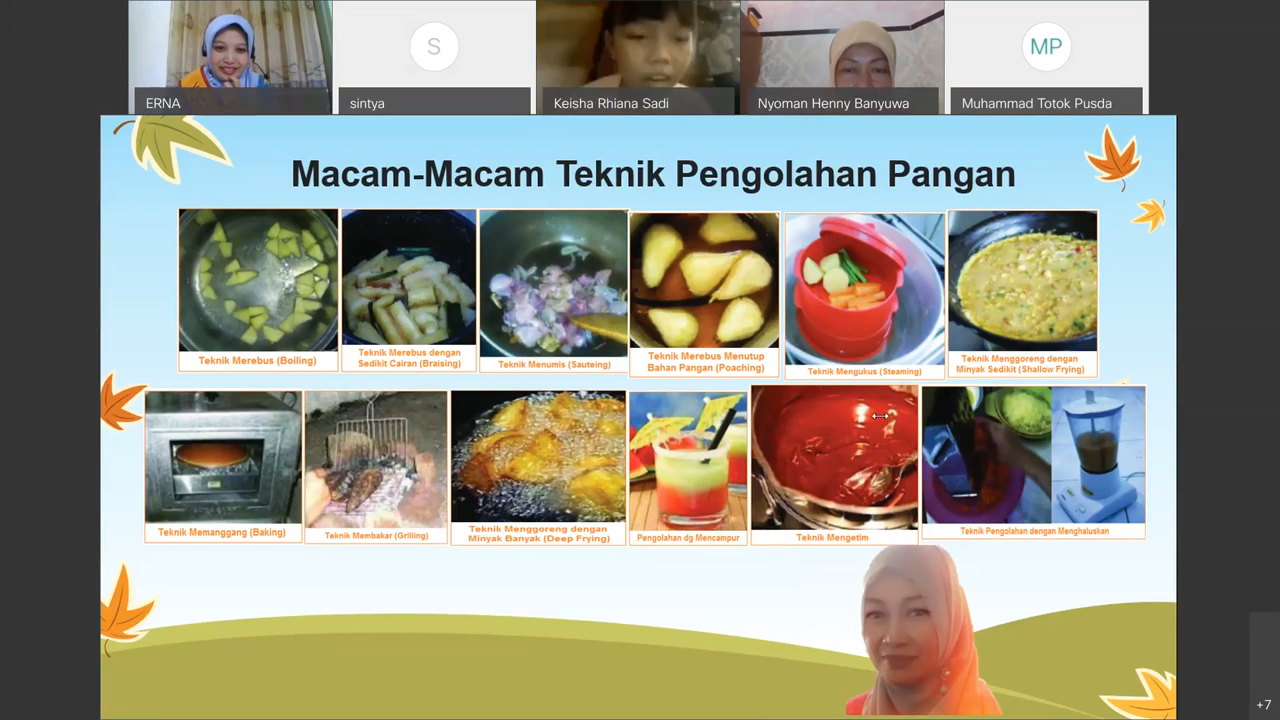 S
MP
ERNA
sintya
Keisha Rhiana Sadi
Nyoman Henny Banyuwa
Muhammad Totok Pusda
Macam-Macam Teknik Pengolahan Pangan
Teknik Merebus (Boiling)
Teknik Merebus dengan
Sedikit Cairan (Braising)
Teknik Menumis (Sauteing)
Teknik Merebus Menutup
Bahan Pangan (Poaching)
Teknik Mengukus (Steaming)
Teknik Menggoreng dengan
Minyak Sedikit (Shallow Frying)
Teknik Memanggang (Baking)
Teknik Membakar (Grilling)
Teknik Menggoreng dengan
Minyak Banyak (Deep Frying)
Pengolahan dg Mencampur
Teknik Mengetim
Teknik Pengolahan dengan Menghaluskan
+7